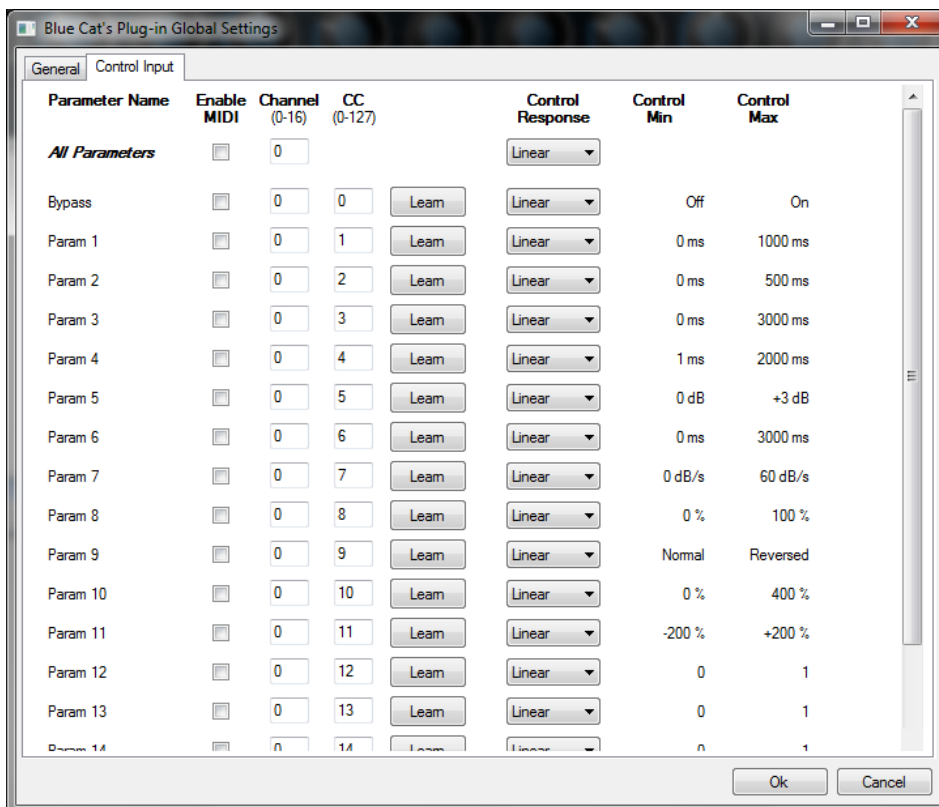 Blue Cat's Plug-in Global Settings
General Control Input
Parameter Name Enable MIDI Channel (0-16) CC (0-127) Control Response Control Min Control Max
All Parameters 0 Linear
Bypass 0 0 Learn Linear Off On
Param 1 0 1 Learn Linear 0 ms 1000 ms
Param 2 0 2 Learn Linear 0 ms 500 ms
Param 3 0 3 Learn Linear 0 ms 3000 ms
Param 4 0 4 Learn Linear 1 ms 2000 ms
Param 5 0 5 Learn Linear 0 dB +3 dB
Param 6 0 6 Learn Linear 0 ms 3000 ms
Param 7 0 7 Learn Linear 0 dB/s 60 dB/s
Param 8 0 8 Learn Linear 0 % 100 %
Param 9 0 9 Learn Linear Normal Reversed
Param 10 0 10 Learn Linear 0 % 400 %
Param 11 0 11 Learn Linear -200 % +200 %
Param 12 0 12 Learn Linear 0 1
Param 13 0 13 Learn Linear 0 1
Param 14 0 14 Learn Linear 0 1
Ok Cancel